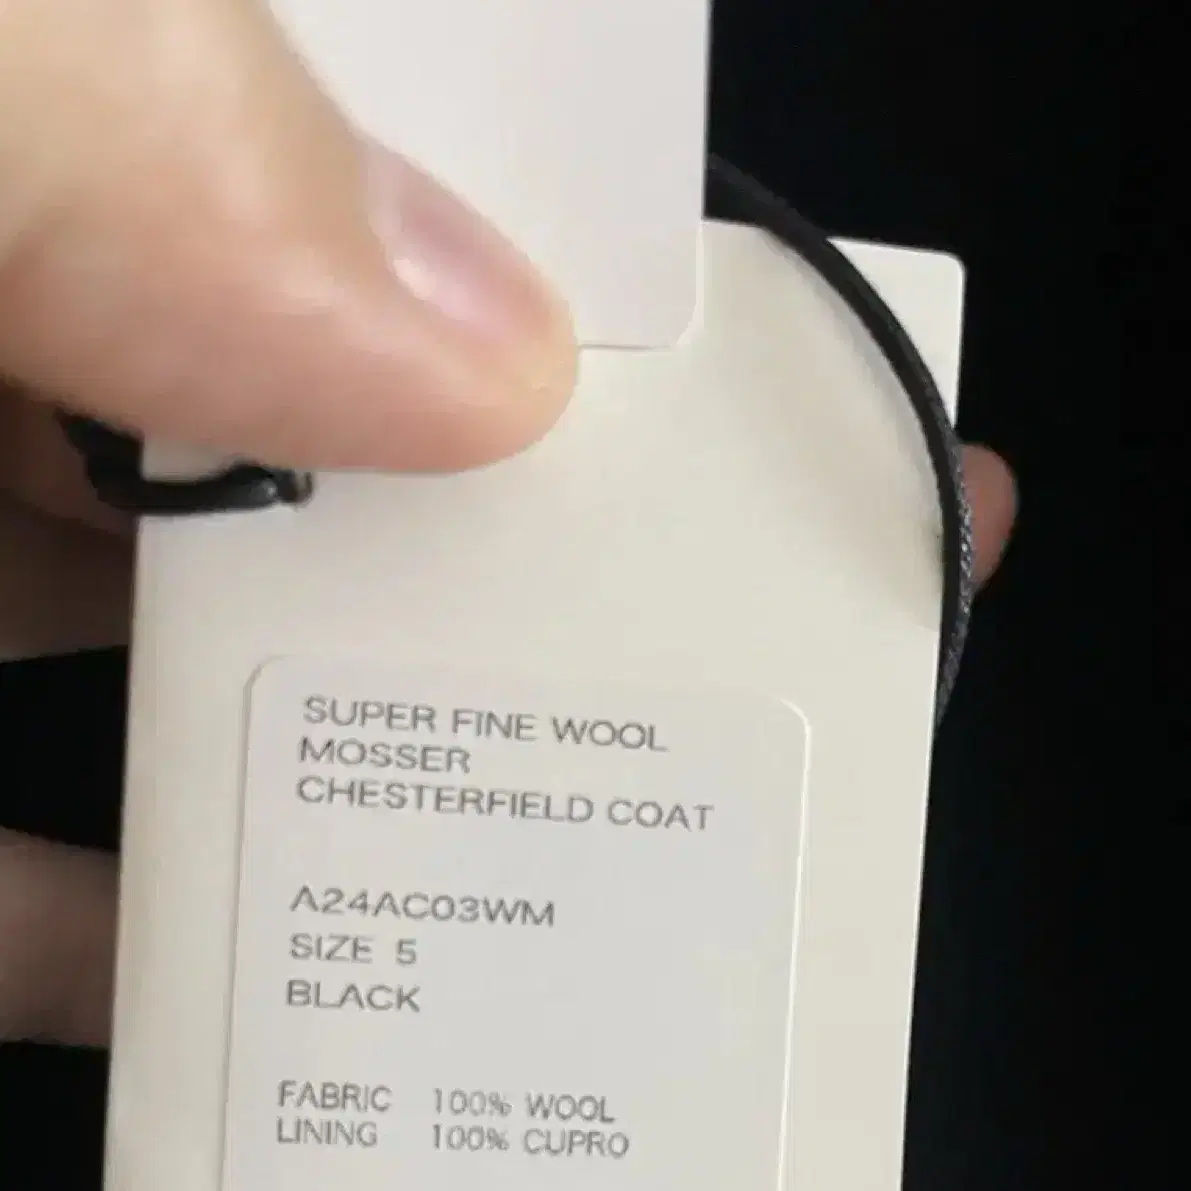 SUPER FINE WOOL
MOSSER
CHESTERFIELD COAT
A24AC03WM
SIZE 5
BLACK
FABRIC 100% WOOL
LINING 100% CUPRO